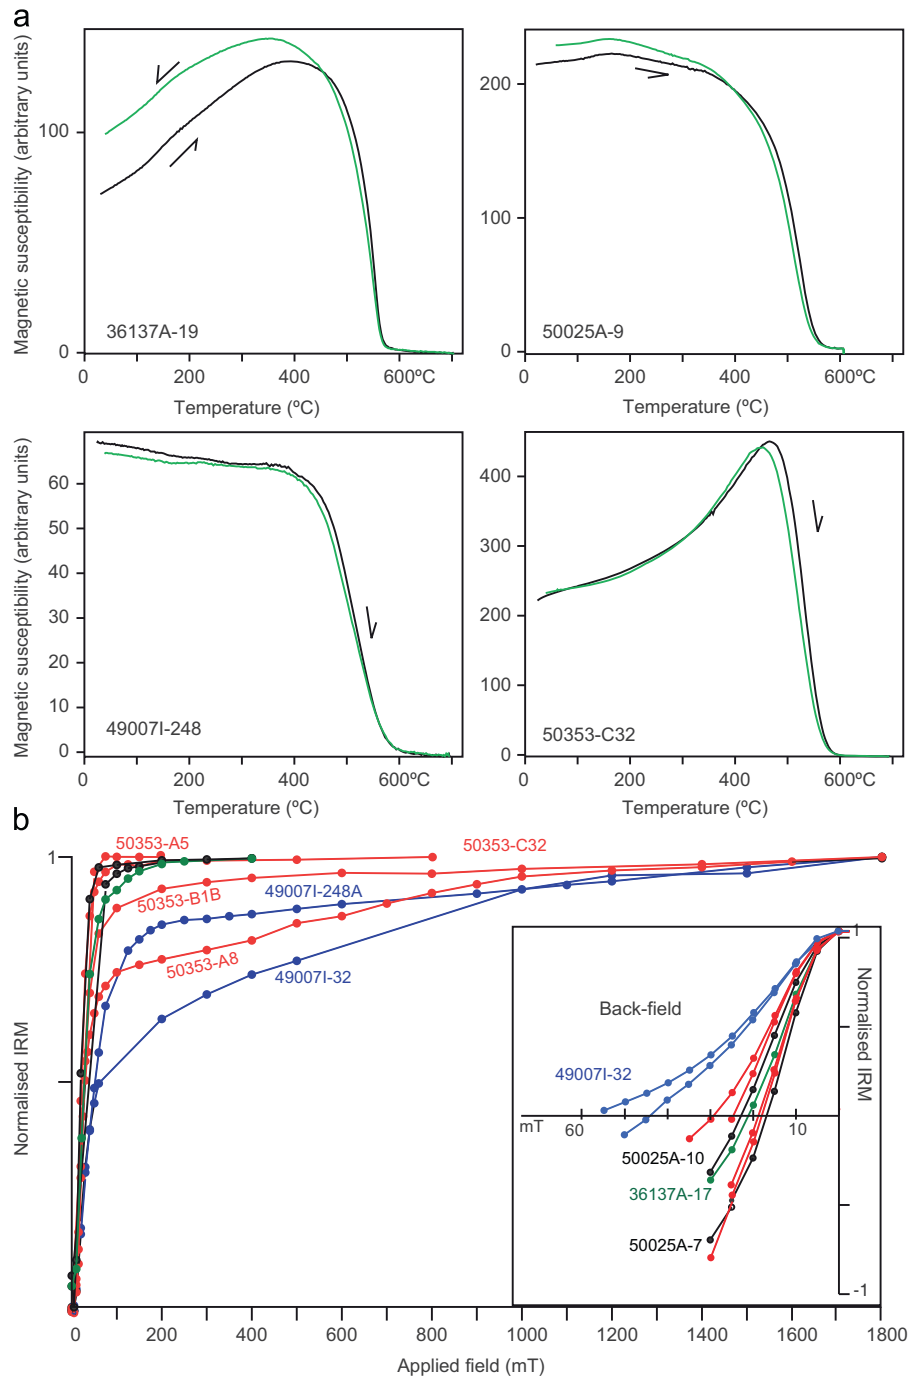 a
Magnetic susceptibility (arbitrary units)
100
0
36137A-19
0
200
400
600ºC
Temperature (ºC)
200
100
0
50025A-9
0
200
400
600ºC
Temperature (ºC)
Magnetic susceptibility (arbitrary units)
60
50
40
30
20
10
0
49007I-248
0
200
400
600ºC
Temperature (ºC)
400
300
200
100
0
50353-C32
0
200
400
600ºC
Temperature (ºC)
b
1
Normalised IRM
50353-A5
50353-C32
50353-B1B
49007I-248A
50353-A8
49007I-32
Back-field
1
Normalised IRM
49007I-32
mT
60
10
50025A-10
36137A-17
50025A-7
-1
0
200
400
600
800
1000
1200
1400
1600
1800
Applied field (mT)